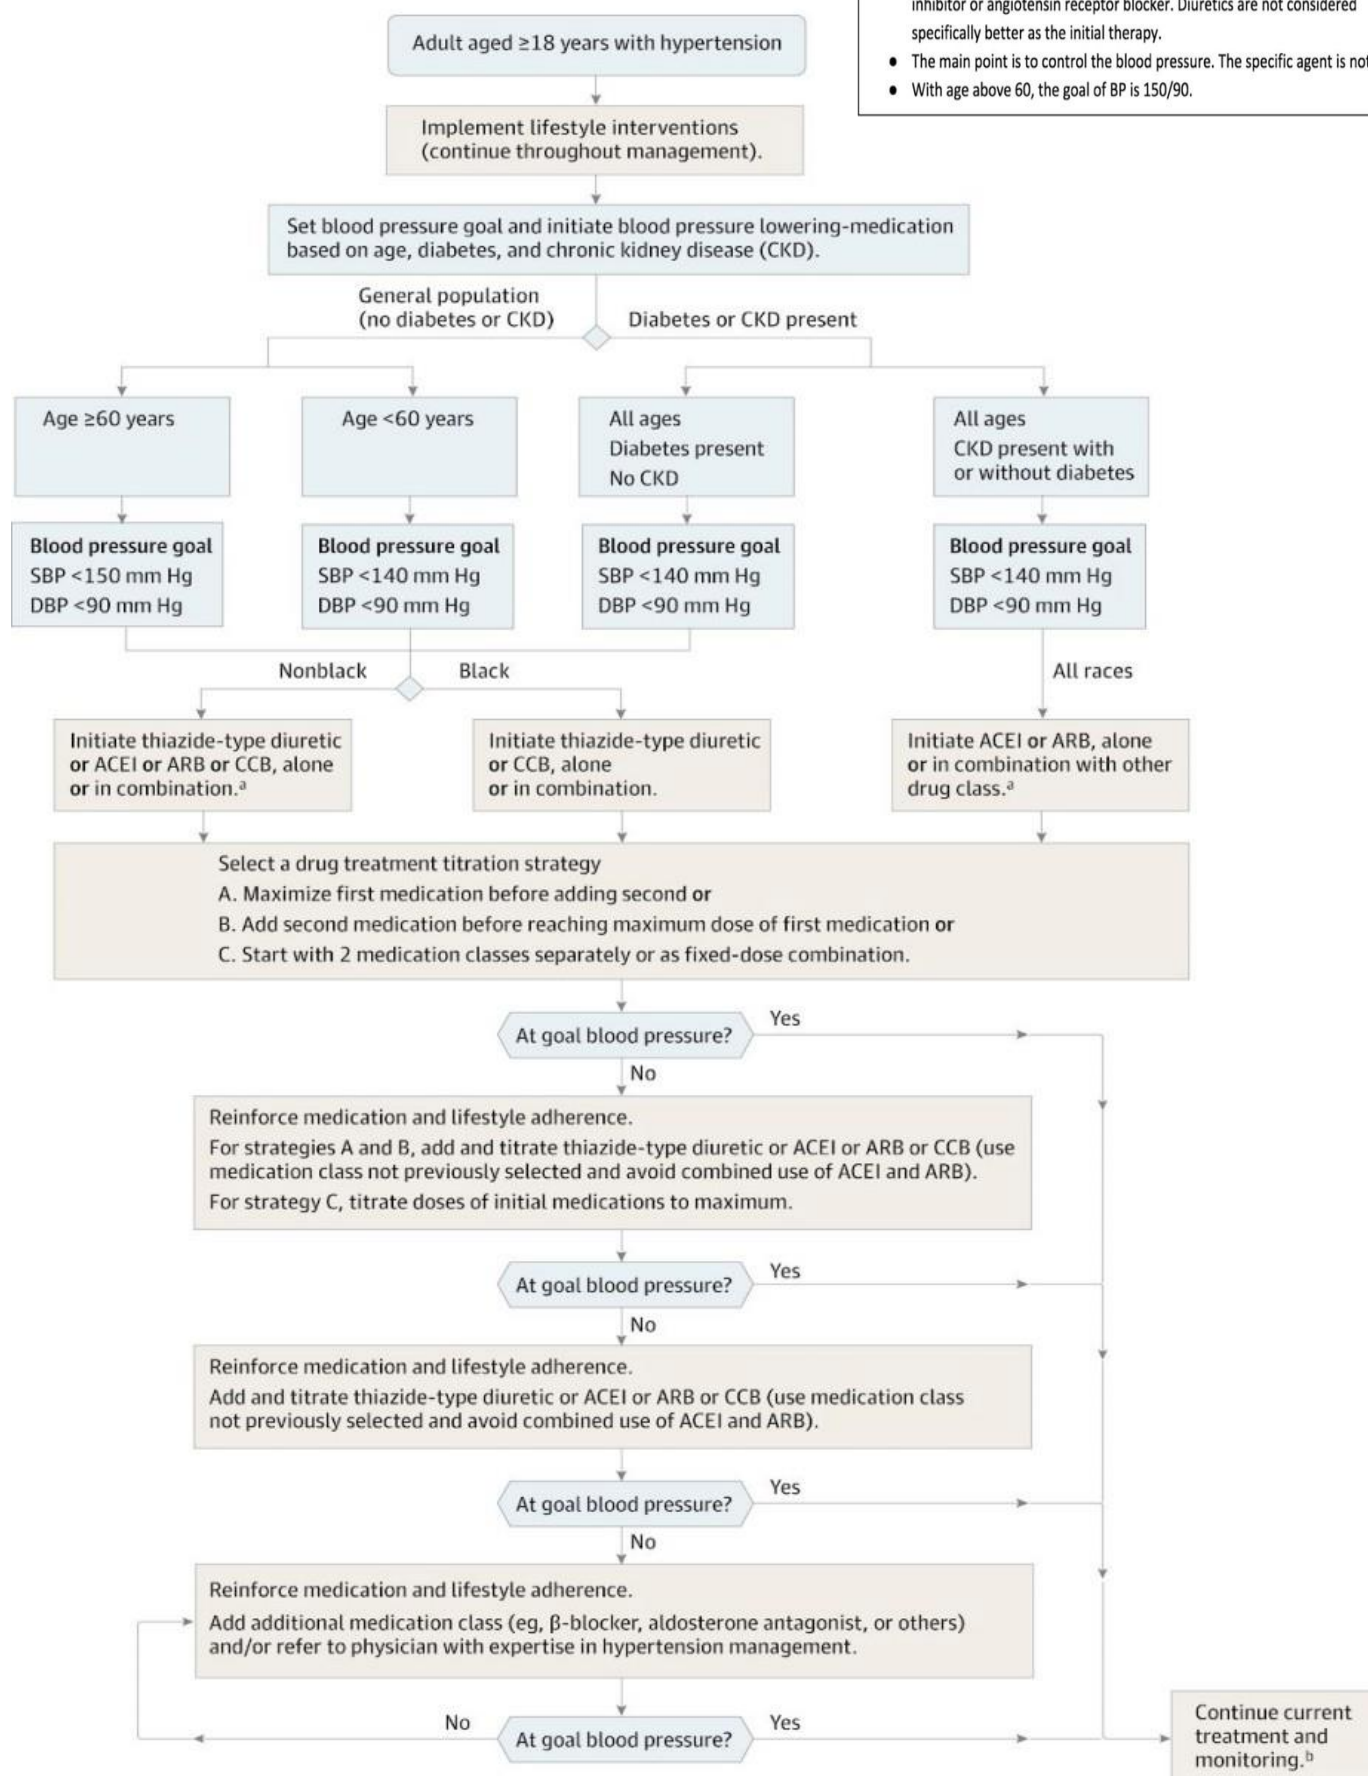 inhibitor or angiotensin receptor blocker. Diuretics are not considered
specifically better as the initial therapy.
● The main point is to control the blood pressure. The specific agent is not
● With age above 60, the goal of BP is 150/90.
Adult aged ≥18 years with hypertension
Implement lifestyle interventions
(continue throughout management).
Set blood pressure goal and initiate blood pressure lowering-medication
based on age, diabetes, and chronic kidney disease (CKD).
General population
(no diabetes or CKD)
Diabetes or CKD present
Age ≥60 years
Age <60 years
All ages
Diabetes present
No CKD
All ages
CKD present with
or without diabetes
Blood pressure goal
SBP <150 mm Hg
DBP <90 mm Hg
Blood pressure goal
SBP <140 mm Hg
DBP <90 mm Hg
Blood pressure goal
SBP <140 mm Hg
DBP <90 mm Hg
Blood pressure goal
SBP <140 mm Hg
DBP <90 mm Hg
Nonblack
Black
All races
Initiate thiazide-type diuretic
or ACEI or ARB or CCB, alone
or in combination.ª
Initiate thiazide-type diuretic
or CCB, alone
or in combination.
Initiate ACEI or ARB, alone
or in combination with other
drug class.ª
Select a drug treatment titration strategy
A. Maximize first medication before adding second or
B. Add second medication before reaching maximum dose of first medication or
C. Start with 2 medication classes separately or as fixed-dose combination.
At goal blood pressure?
Yes
No
Reinforce medication and lifestyle adherence.
For strategies A and B, add and titrate thiazide-type diuretic or ACEI or ARB or CCB (use
medication class not previously selected and avoid combined use of ACEI and ARB).
For strategy C, titrate doses of initial medications to maximum.
At goal blood pressure?
Yes
No
Reinforce medication and lifestyle adherence.
Add and titrate thiazide-type diuretic or ACEI or ARB or CCB (use medication class
not previously selected and avoid combined use of ACEI and ARB).
At goal blood pressure?
Yes
No
Reinforce medication and lifestyle adherence.
Add additional medication class (eg, β-blocker, aldosterone antagonist, or others)
and/or refer to physician with expertise in hypertension management.
No
At goal blood pressure?
Yes
Continue current
treatment and
monitoring.ᵇ